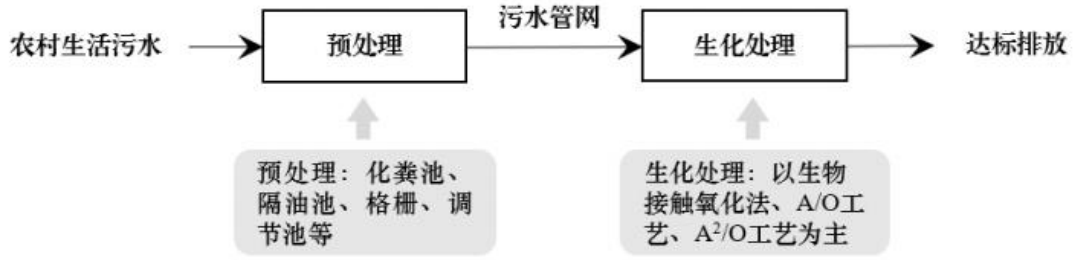 农村生活污水
预处理
污水管网
生化处理
达标排放
预处理：化粪池、
隔油池、格栅、调
节池等
生化处理：以生物
接触氧化法、A/O工
艺、A²/O工艺为主